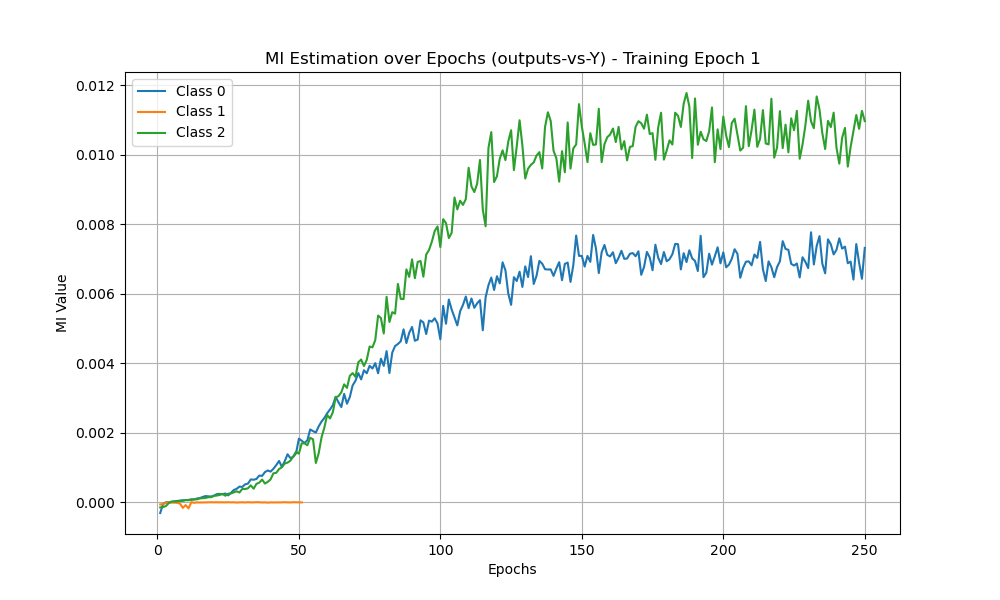 MI Estimation over Epochs (outputs-vs-Y) - Training Epoch 1
Class 0
Class 1
Class 2
0.012
0.010
0.008
0.006
0.004
0.002
0.000
MI Value
0 50 100 150 200 250
Epochs